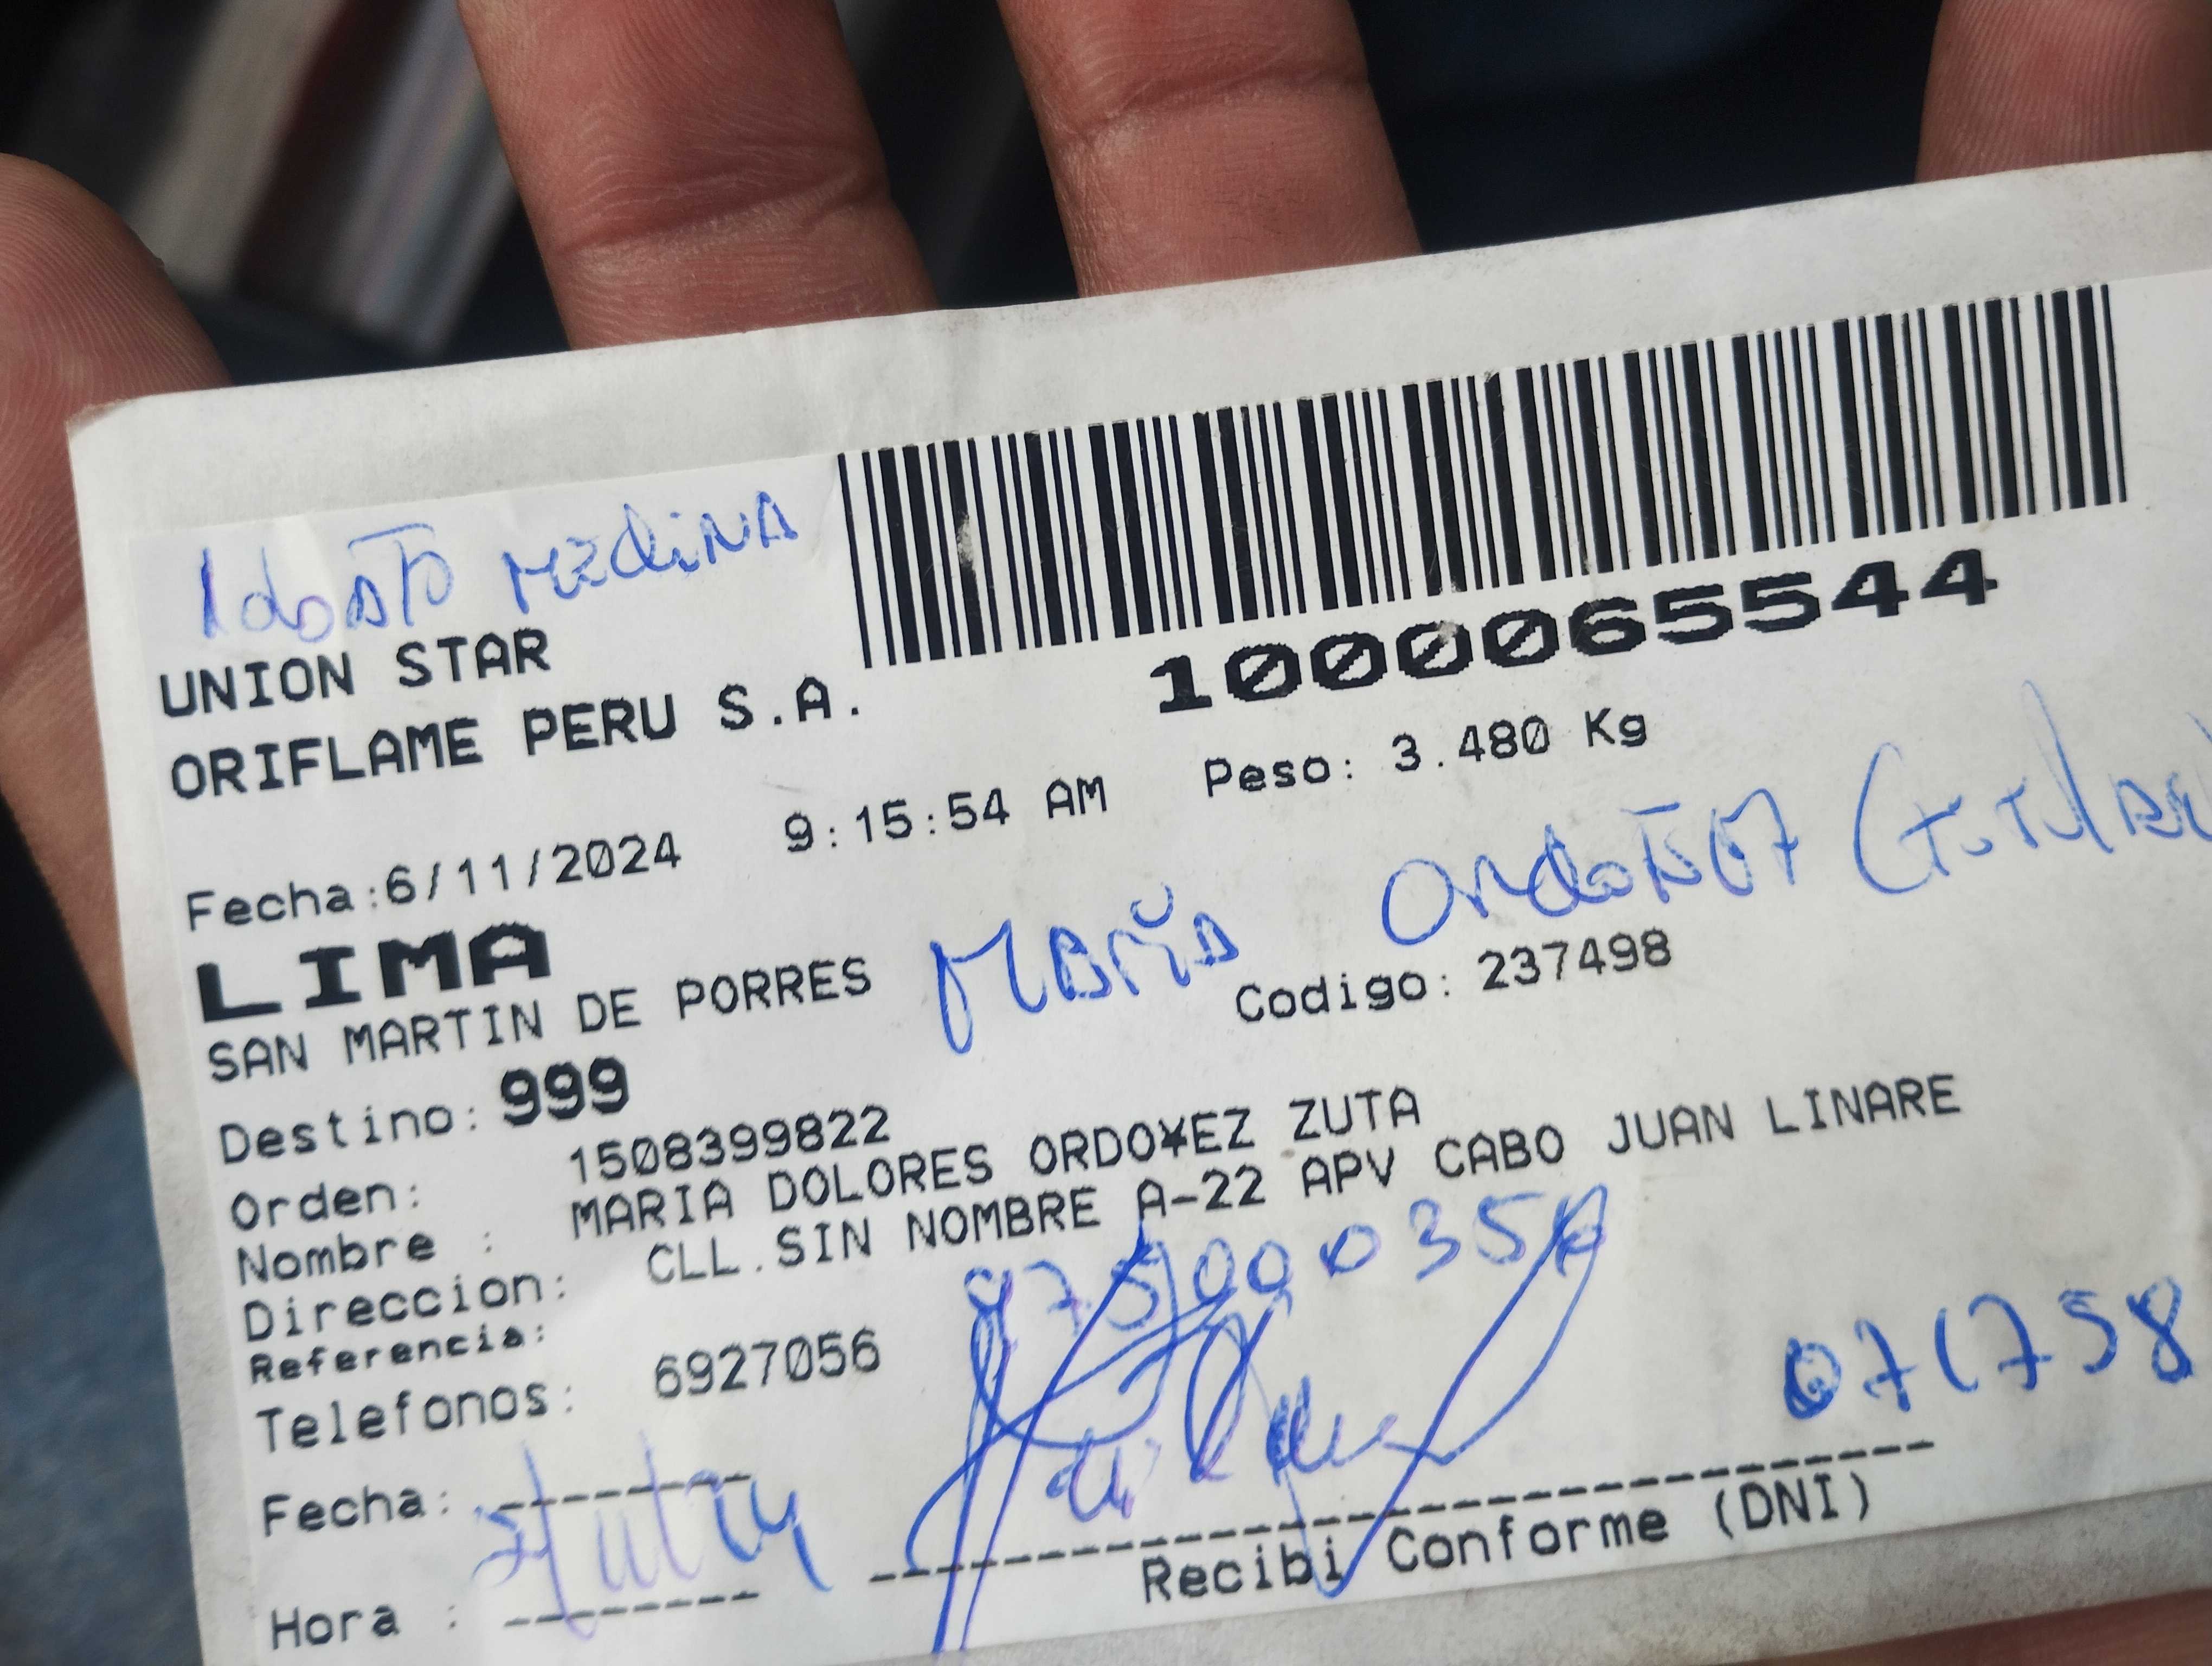 MEDINA
UNION STAR
ORIFLAME PERU S.A.
1000065544
Fecha:6/11/2024 9:15:54 AM Peso: 3.480 Kg
LIMA
SAN MARTIN DE PORRES MARÍA
Codigo: 237498
Destino: 999
Orden: 1508399822
Nombre : MARIA DOLORES ORDO¥EZ ZUTA
Direccion: CLL.SIN NOMBRE A-22 APV CABO JUAN LINARE
Referencia:
Telefonos: 6927056
Fecha:
Hora :
Recibi Conforme (DNI)